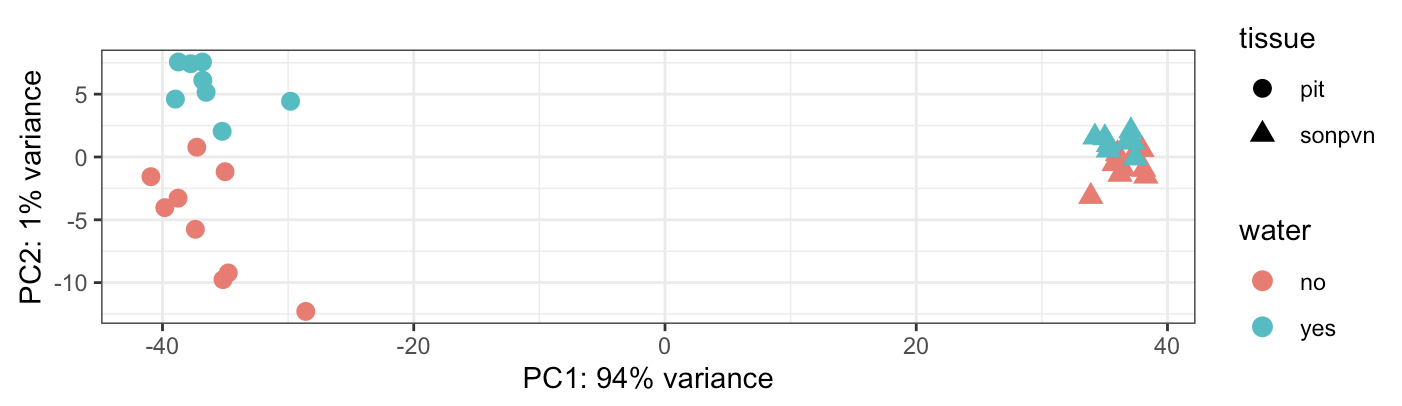 PC2: 1% variance
5
0
-5
-10
-40
-20
0
20
40
PC1: 94% variance
tissue
pit
sonpvn
water
no
yes